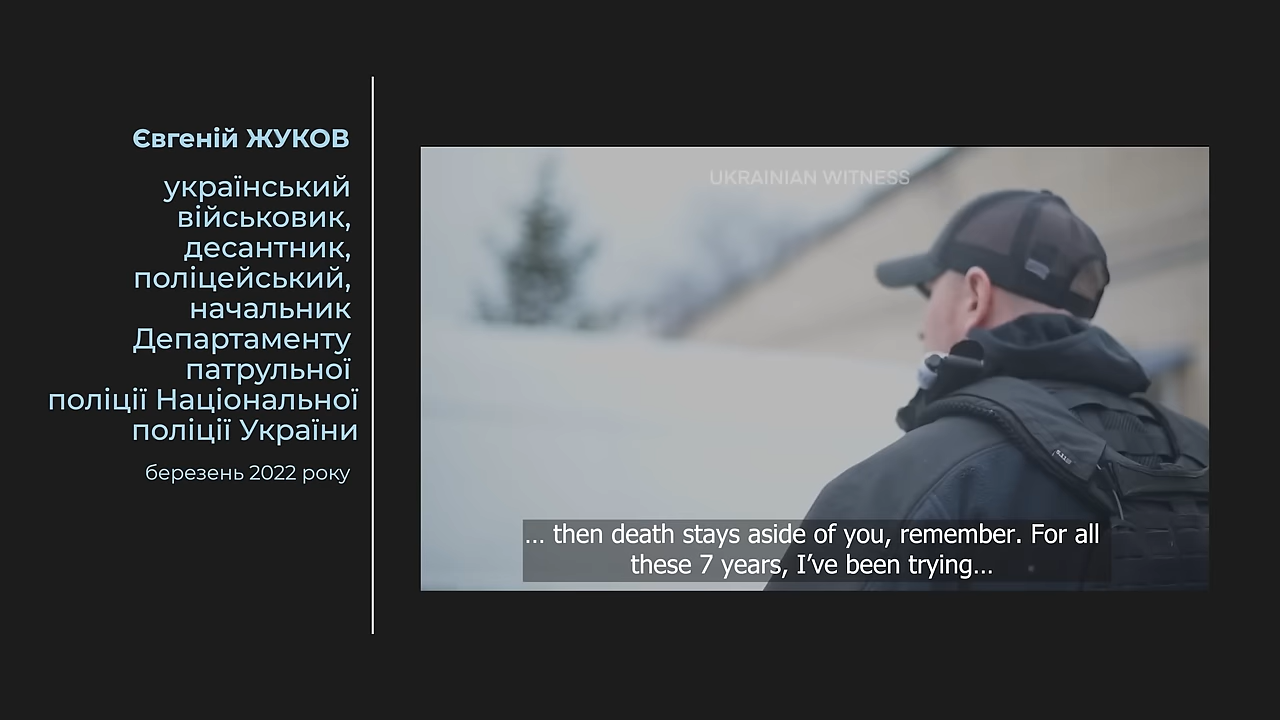 Євгеній ЖУКОВ
український
військовик,
десантник,
поліцейський,
начальник
Департаменту
патрульної
поліції Національної
поліції України
березень 2022 року
UKRAINIAN WITNESS
... then death stays aside of you, remember. For all
these 7 years, I’ve been trying...